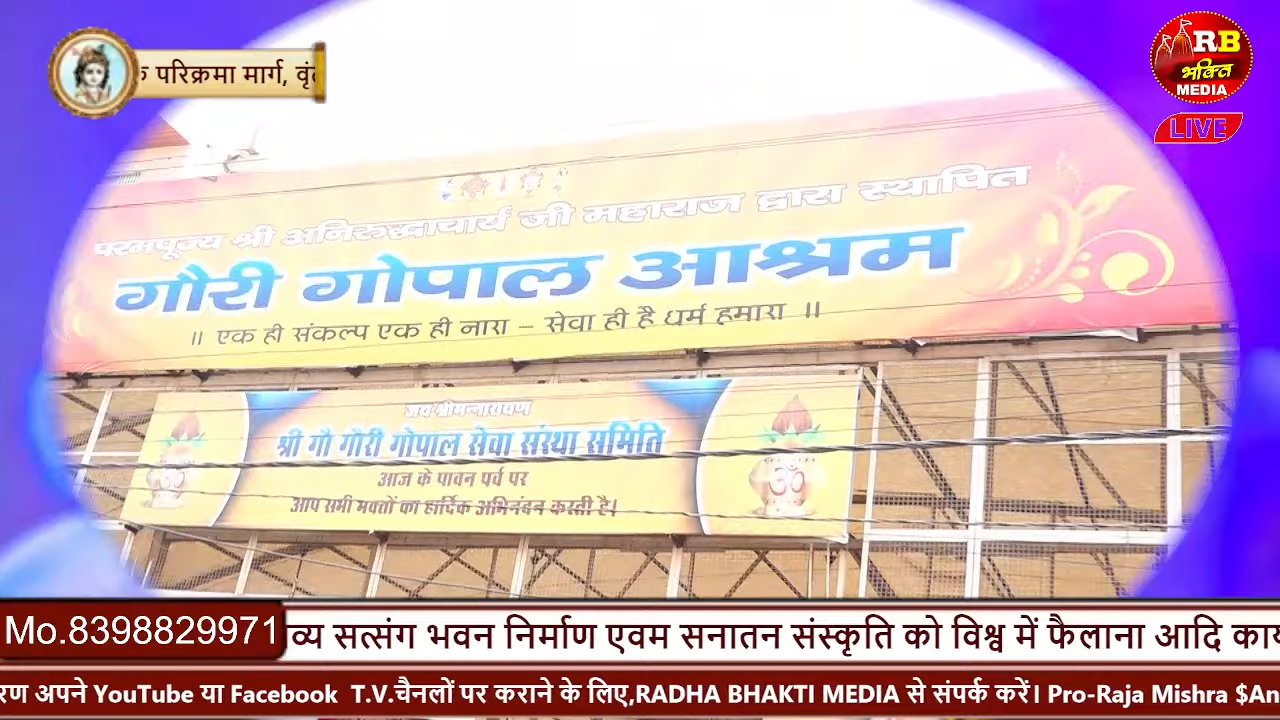 परिक्रमा मार्ग,
RB
भक्ति
MEDIA
LIVE
परमपूज्य श्री अनिरुद्धाचार्य जी महाराज द्वारा स्थापित
गौरी गोपाल आश्रम
॥ एक ही संकल्प एक ही नारा – सेवा ही है धर्म हमारा ॥
जय श्रीमन्नारायण
श्री गौ गोरी गोपाल सेवा संस्था समिति
आज के पावन पर्व पर
आप सभी भक्तों का हार्दिक अभिनंदन करती है।
Mo.8398829971
सत्संग भवन निर्माण एवम सनातन संस्कृति को विश्व में फैलाना आदि
अपने YouTube या Facebook T.V.चैनलों पर कराने के लिए,RADHA BHAKTI MEDIA से संपर्क करें। Pro-Raja Mishra